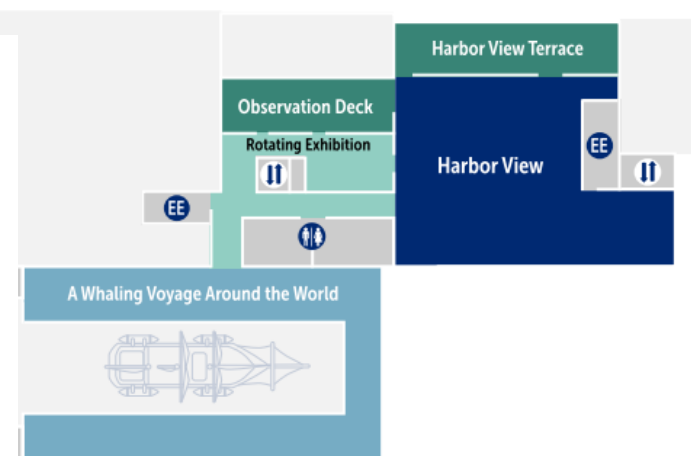 Harbor View Terrace
Observation Deck
Rotating Exhibition
EE
Harbor View
EE
A Whaling Voyage Around the World